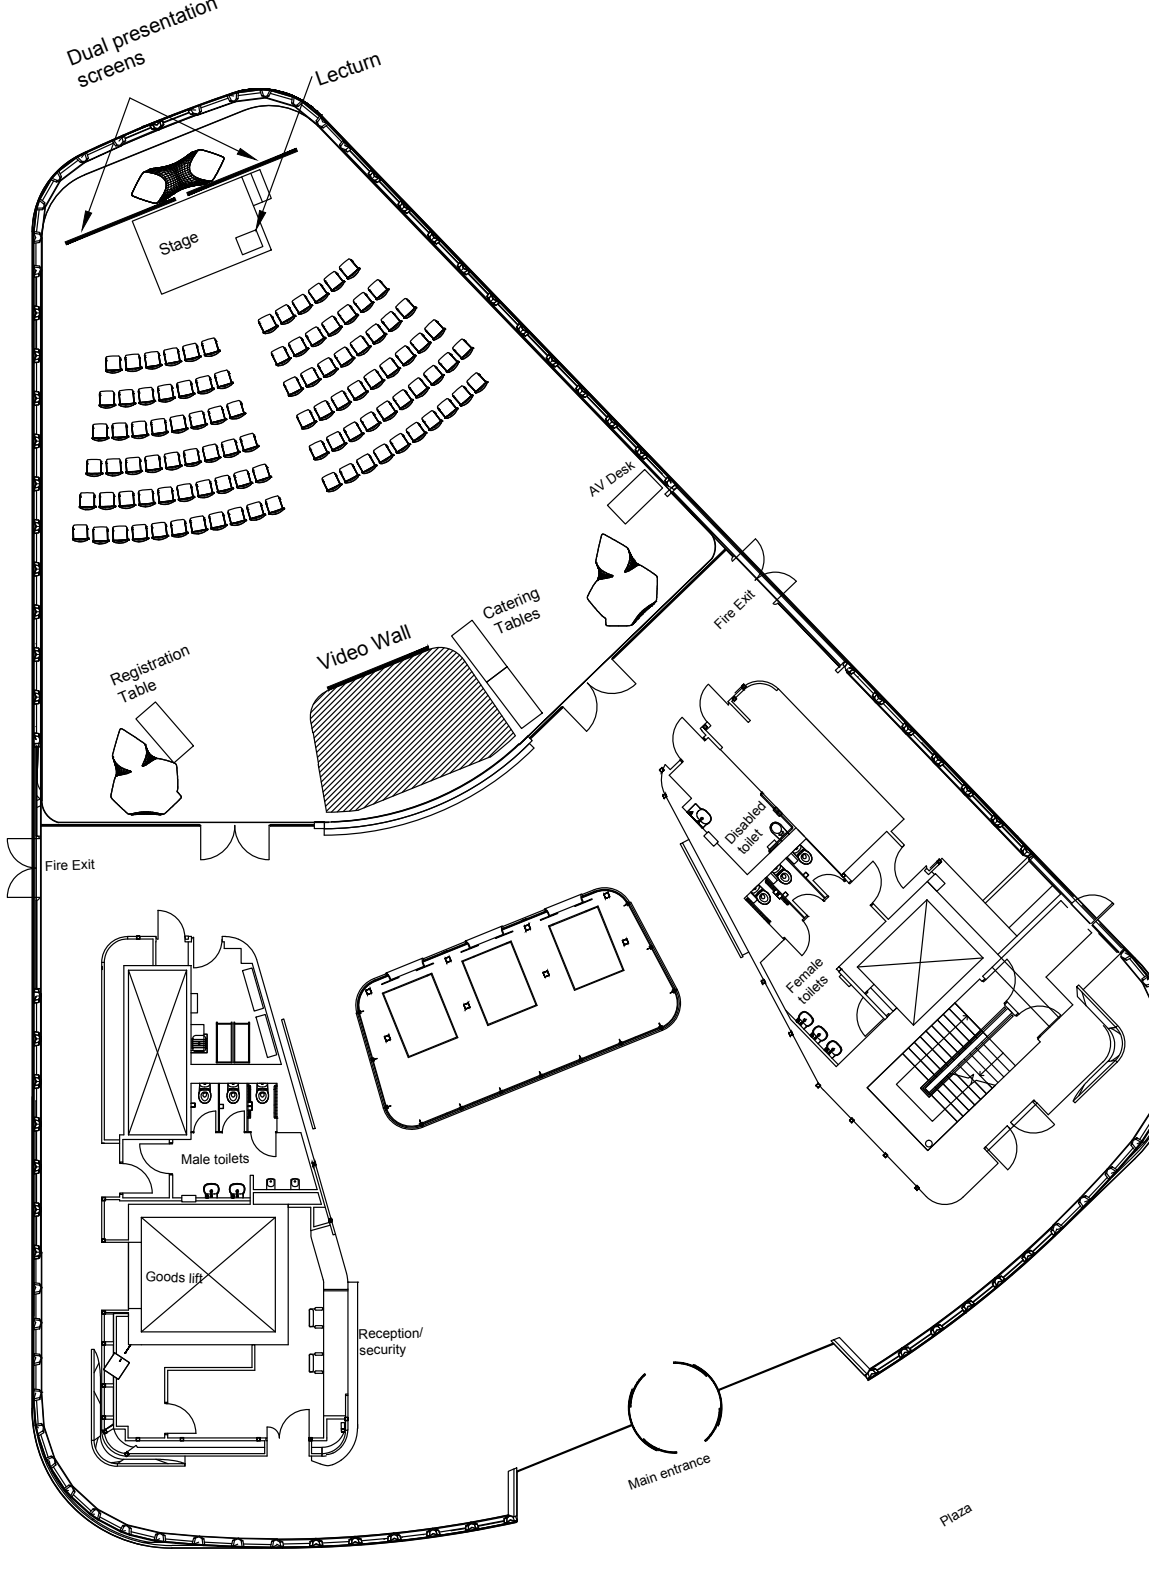 Dual presentation
screens
Lecturn
Stage
AV Desk
Catering
Tables
Fire Exit
Video Wall
Registration
Table
Disabled
toilet
Fire Exit
Female
toilets
Male toilets
Goods lift
Reception/
security
Main entrance
Plaza